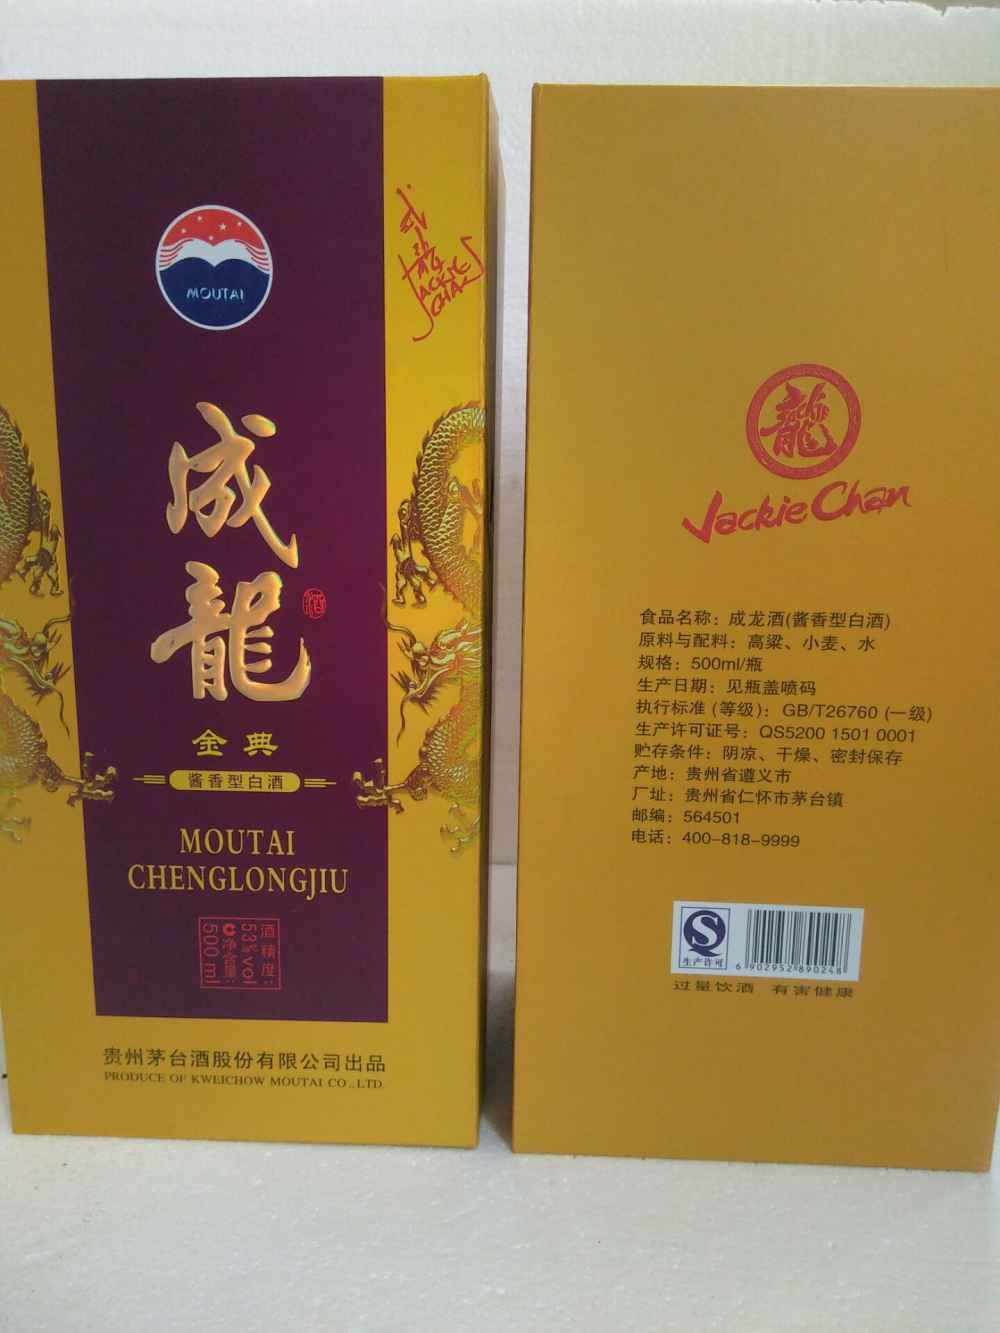 MOUTAI
成龙
JACKIE
CHAN
成龍
酒
金典
酱香型白酒
MOUTAI
CHENGLONGJIU
酒精度:
53%vol
净含量:
500ml
贵州茅台酒股份有限公司出品
PRODUCE OF KWEICHOW MOUTAI CO.,LTD.
龍
Jackie Chan
食品名称：成龙酒(酱香型白酒)
原料与配料：高粱、小麦、水
规格：500ml/瓶
生产日期：见瓶盖喷码
执行标准(等级)：GB/T26760 (一级)
生产许可证号：QS5200 1501 0001
贮存条件：阴凉、干燥、密封保存
产地：贵州省遵义市
厂址：贵州省仁怀市茅台镇
邮编：564501
电话：400-818-9999
S
生产许可
6 902952 890248
过量饮酒 有害健康